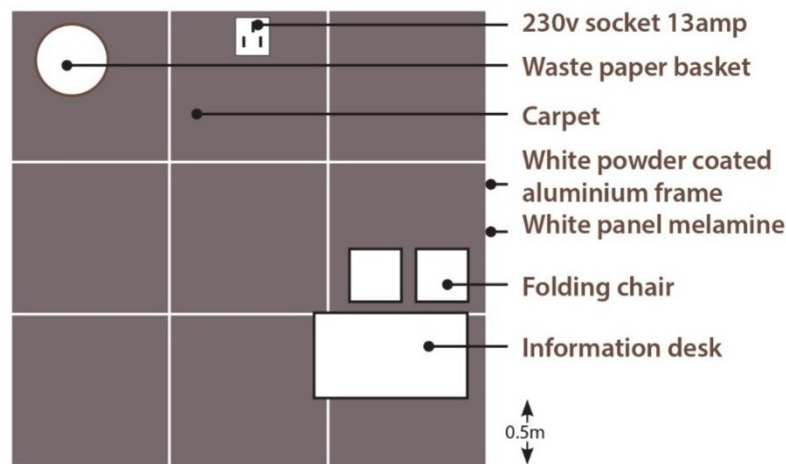 230v socket 13amp
Waste paper basket
Carpet
White powder coated
aluminium frame
White panel melamine
Folding chair
Information desk
0.5m